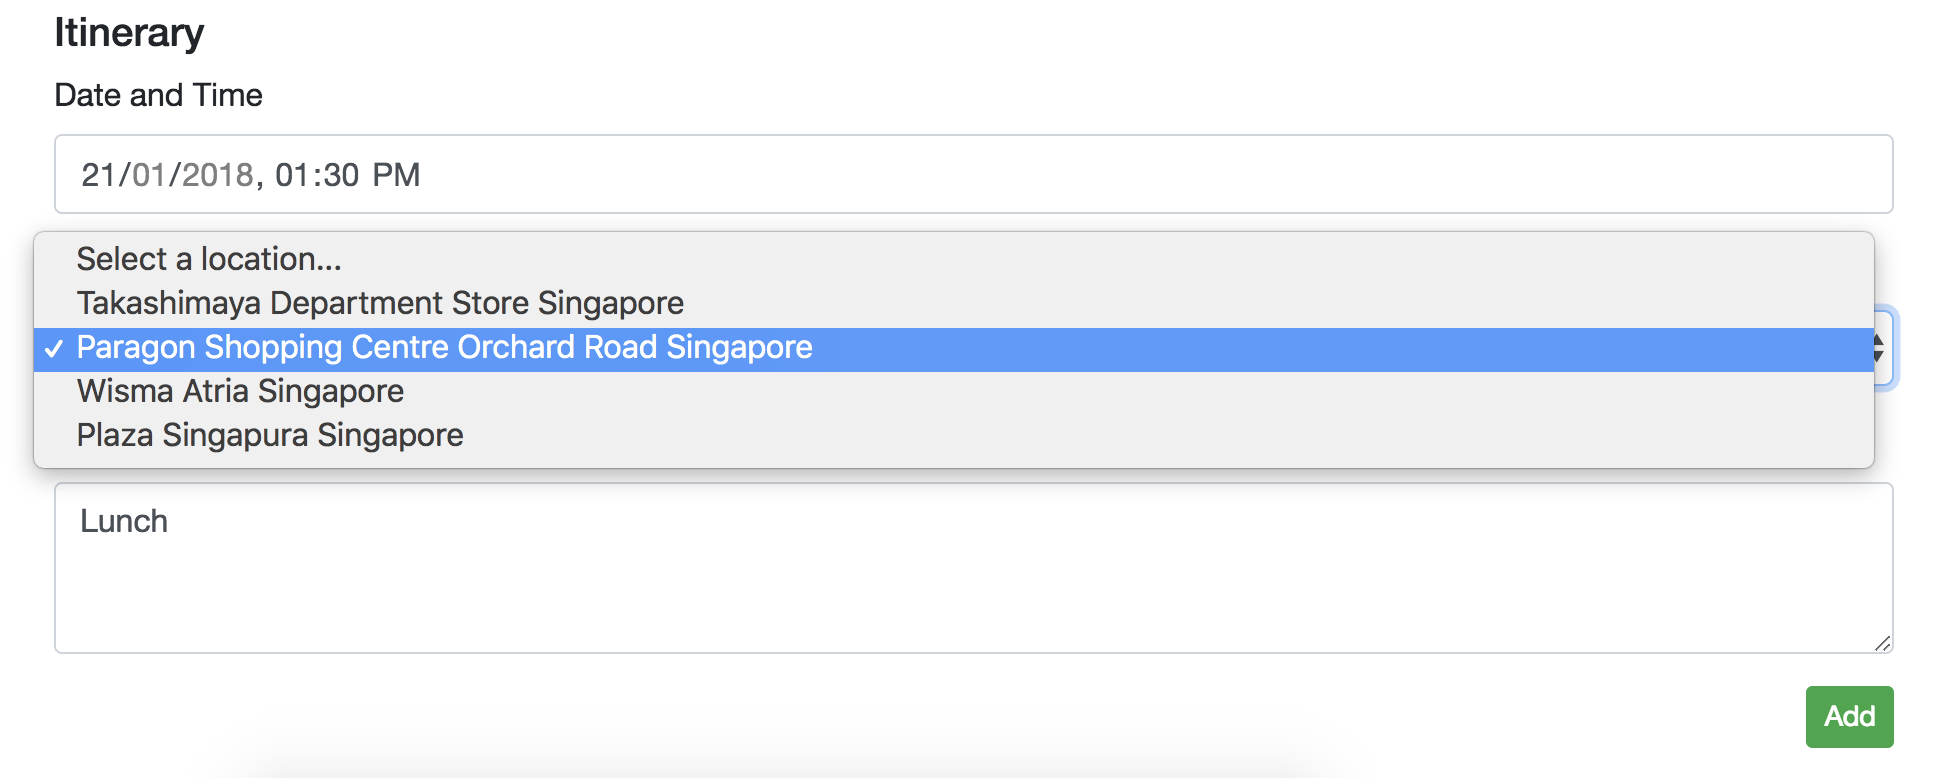 Itinerary
Date and Time
21/01/2018, 01:30 PM
Select a location...
Takashimaya Department Store Singapore
✓ Paragon Shopping Centre Orchard Road Singapore
Wisma Atria Singapore
Plaza Singapura Singapore
Lunch
Add